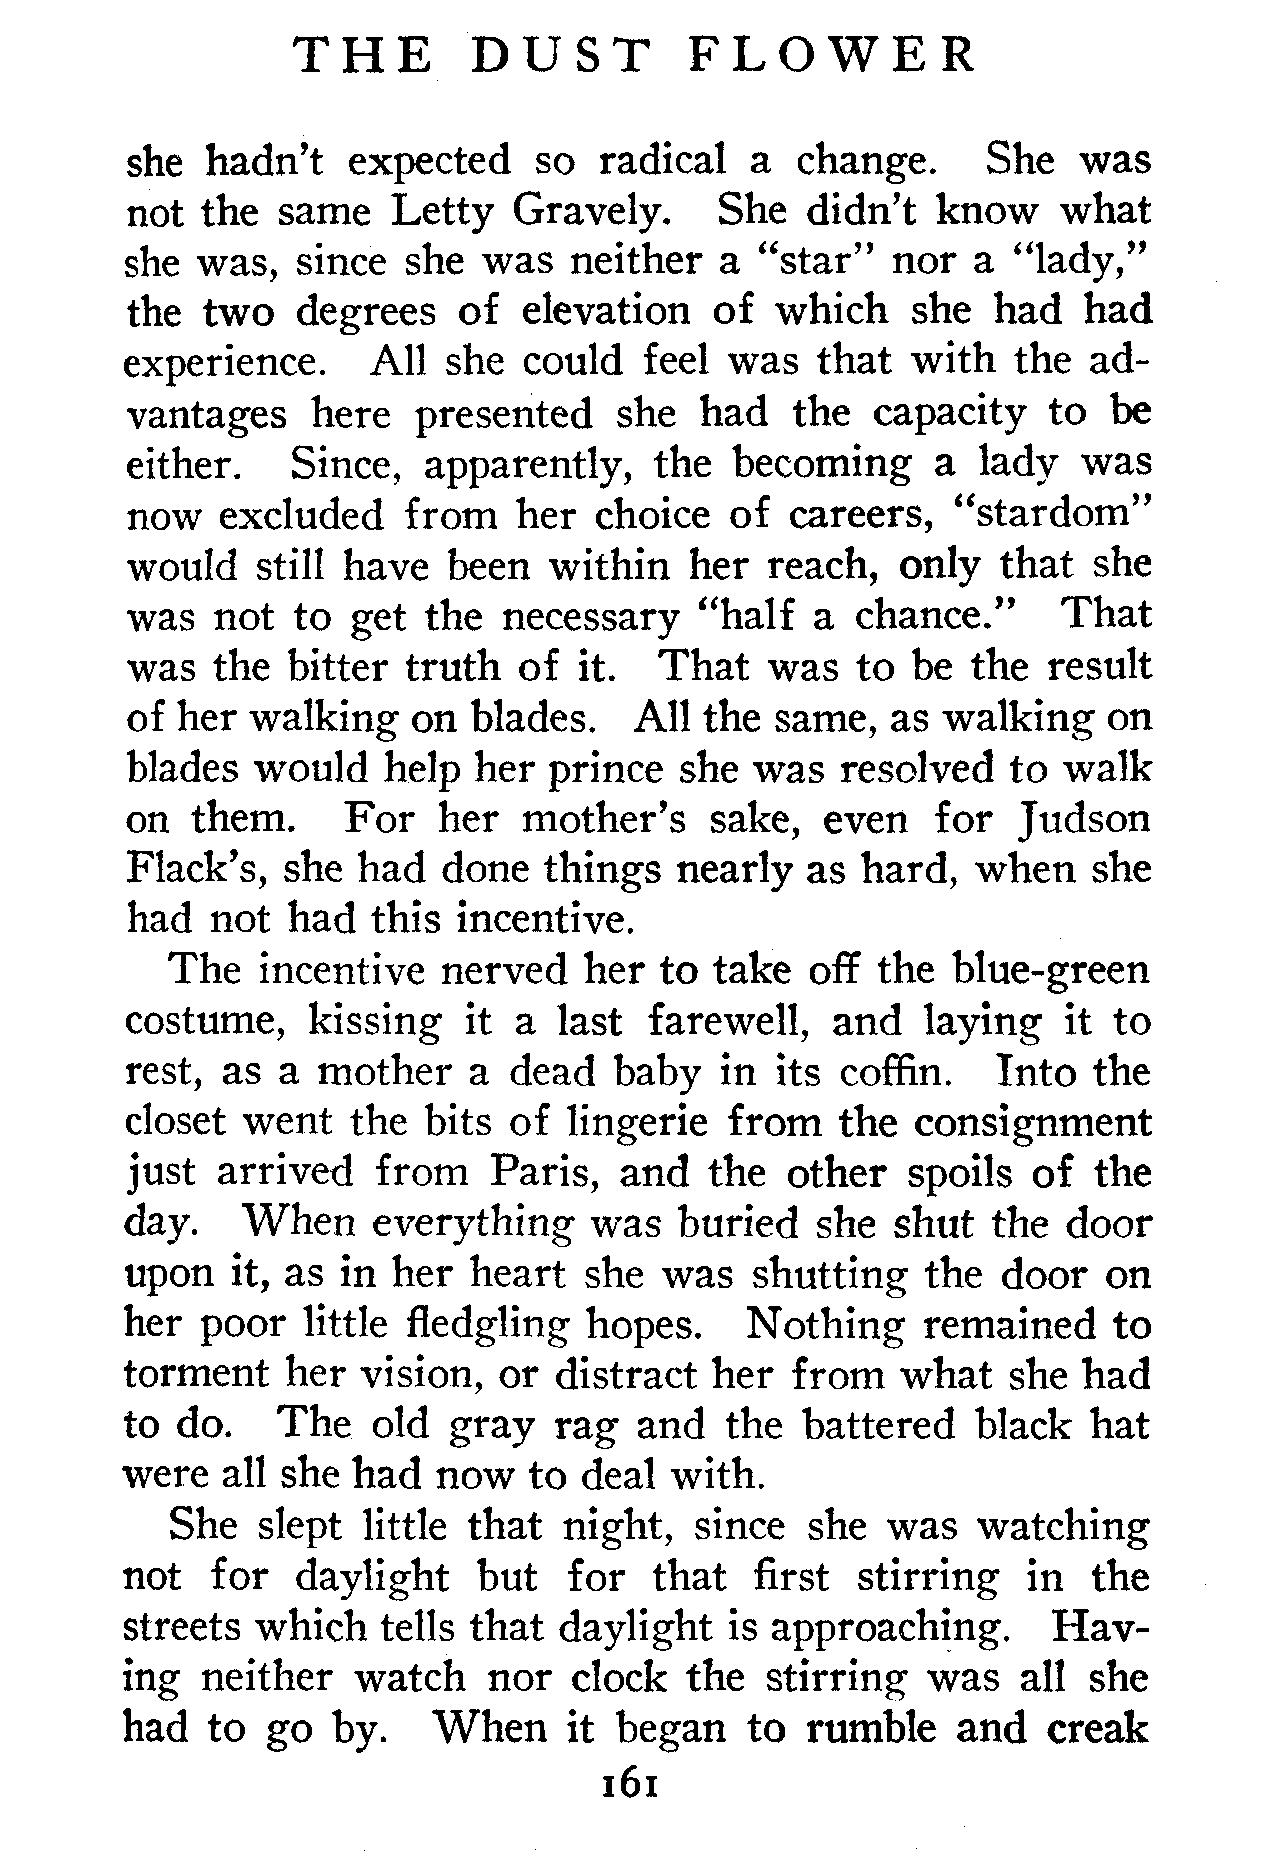 THE DUST FLOWER
she hadn't expected so radical a change. She was
not the same Letty Gravely. She didn't know what
she was, since she was neither a "star" nor a "lady,"
the two degrees of elevation of which she had had
experience. All she could feel was that with the ad-
vantages here presented she had the capacity to be
either. Since, apparently, the becoming a lady was
now excluded from her choice of careers, "stardom"
would still have been within her reach, only that she
was not to get the necessary "half a chance." That
was the bitter truth of it. That was to be the result
of her walking on blades. All the same, as walking on
blades would help her prince she was resolved to walk
on them. For her mother's sake, even for Judson
Flack's, she had done things nearly as hard, when she
had not had this incentive.
The incentive nerved her to take off the blue-green
costume, kissing it a last farewell, and laying it to
rest, as a mother a dead baby in its coffin. Into the
closet went the bits of lingerie from the consignment
just arrived from Paris, and the other spoils of the
day. When everything was buried she shut the door
upon it, as in her heart she was shutting the door on
her poor little fledgling hopes. Nothing remained to
torment her vision, or distract her from what she had
to do. The old gray rag and the battered black hat
were all she had now to deal with.
She slept little that night, since she was watching
not for daylight but for that first stirring in the
streets which tells that daylight is approaching. Hav-
ing neither watch nor clock the stirring was all she
had to go by. When it began to rumble and creak
161